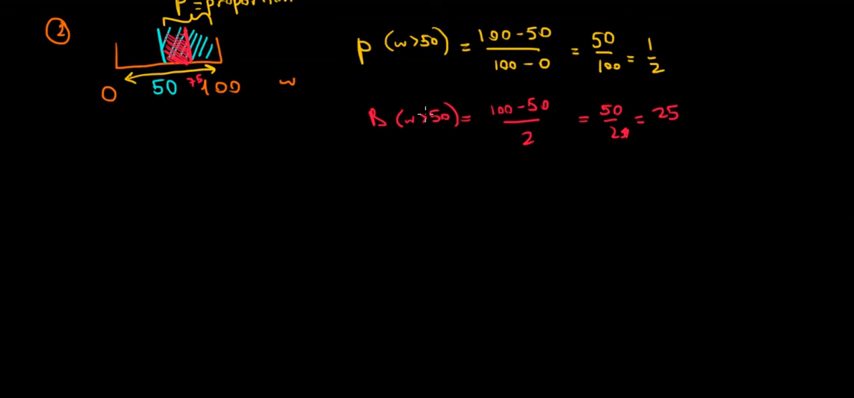 P = proportion
② P (w>50) = 100-50 / 100-0 = 50/100 = 1/2
0 50 75 100 w
B (w>50) = 100-50 / 2 = 50/2 = 25